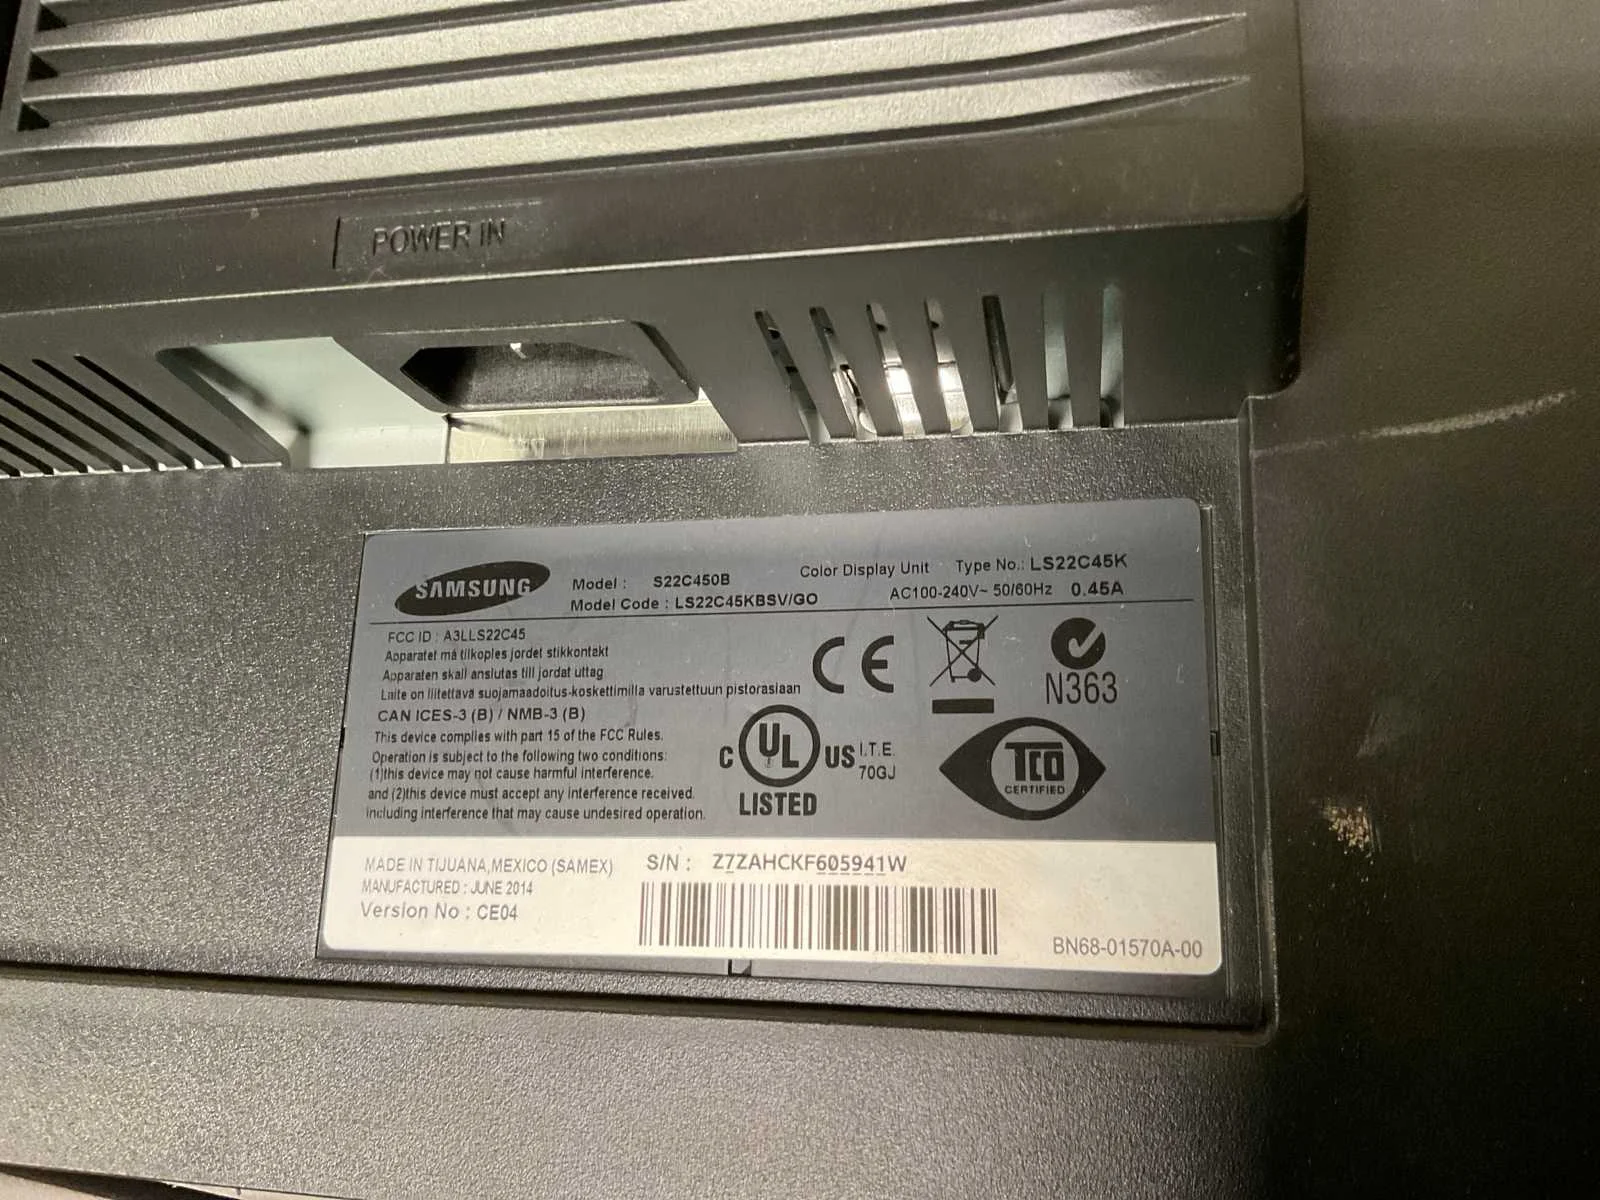 POWER IN
SAMSUNG
Model : S22C450B
Model Code : LS22C45KBSV/GO
Color Display Unit Type No.: LS22C45K
AC100-240V~ 50/60Hz 0.45A
FCC ID : A3LLS22C45
Apparatet må tilkoples jordet stikkontakt
Apparaten skall anslutas till jordat uttag
Laite on liitettävä suojamaadoitus-koskettimilla varustettuun pistorasiaan
CAN ICES-3 (B) / NMB-3 (B)
This device complies with part 15 of the FCC Rules.
Operation is subject to the following two conditions:
(1)this device may not cause harmful interference.
and (2)this device must accept any interference received.
including interference that may cause undesired operation.
CE
N363
C UL US I.T.E.
70GJ
LISTED
TCO
CERTIFIED
MADE IN TIJUANA,MEXICO (SAMEX)
MANUFACTURED : JUNE 2014
Version No : CE04
S/N : Z7ZAHCKF605941W
BN68-01570A-00